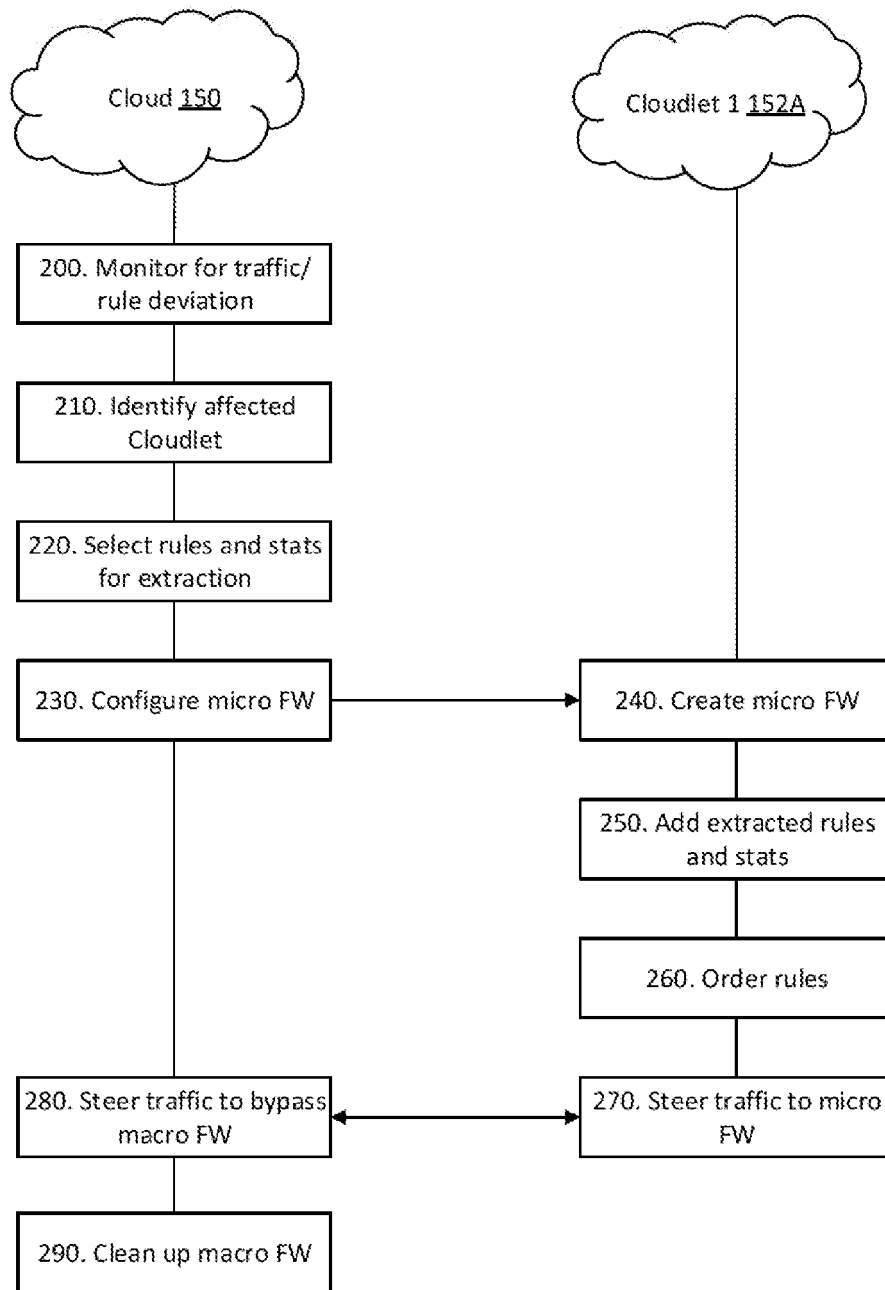 Cloud 150
Cloudlet 1 152A
200. Monitor for traffic/
rule deviation
210. Identify affected
Cloudlet
220. Select rules and stats
for extraction
230. Configure micro FW
240. Create micro FW
250. Add extracted rules
and stats
260. Order rules
280. Steer traffic to bypass
macro FW
270. Steer traffic to micro
FW
290. Clean up macro FW